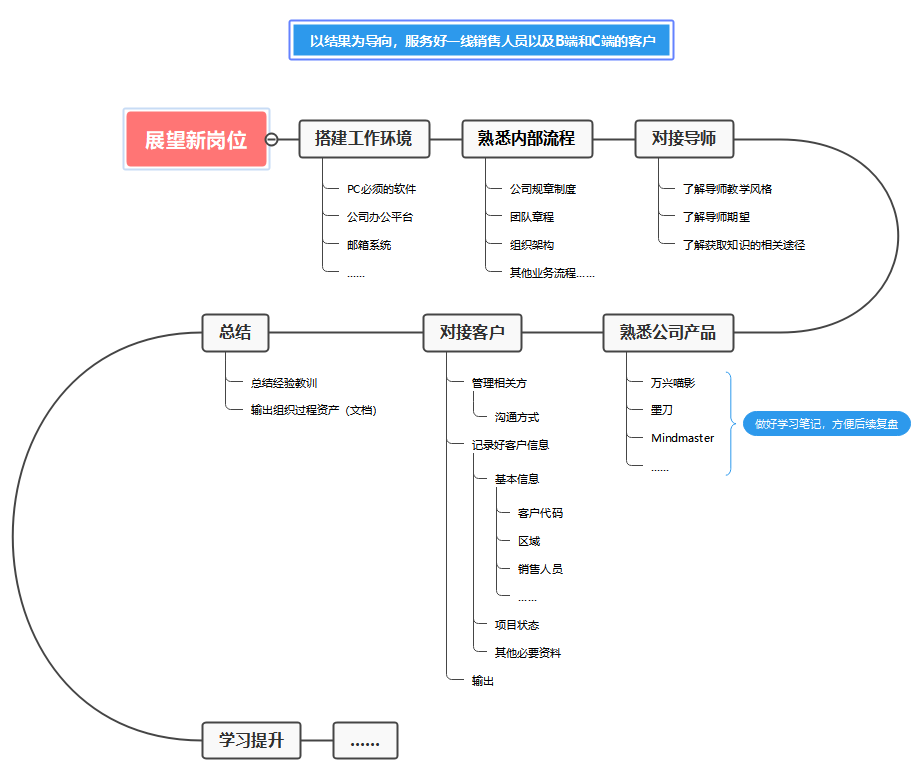 以结果为导向，服务好一线销售人员以及B端和C端的客户
展望新岗位
搭建工作环境
PC必须的软件
公司办公平台
邮箱系统
......
熟悉内部流程
公司规章制度
团队章程
组织架构
其他业务流程......
对接导师
了解导师教学风格
了解导师期望
了解获取知识的相关途径
熟悉公司产品
万兴喵影
墨刀
Mindmaster
......
做好学习笔记，方便后续复盘
对接客户
管理相关方
沟通方式
记录好客户信息
基本信息
客户代码
区域
销售人员
......
项目状态
其他必要资料
输出
总结
总结经验教训
输出组织过程资产（文档）
学习提升
......